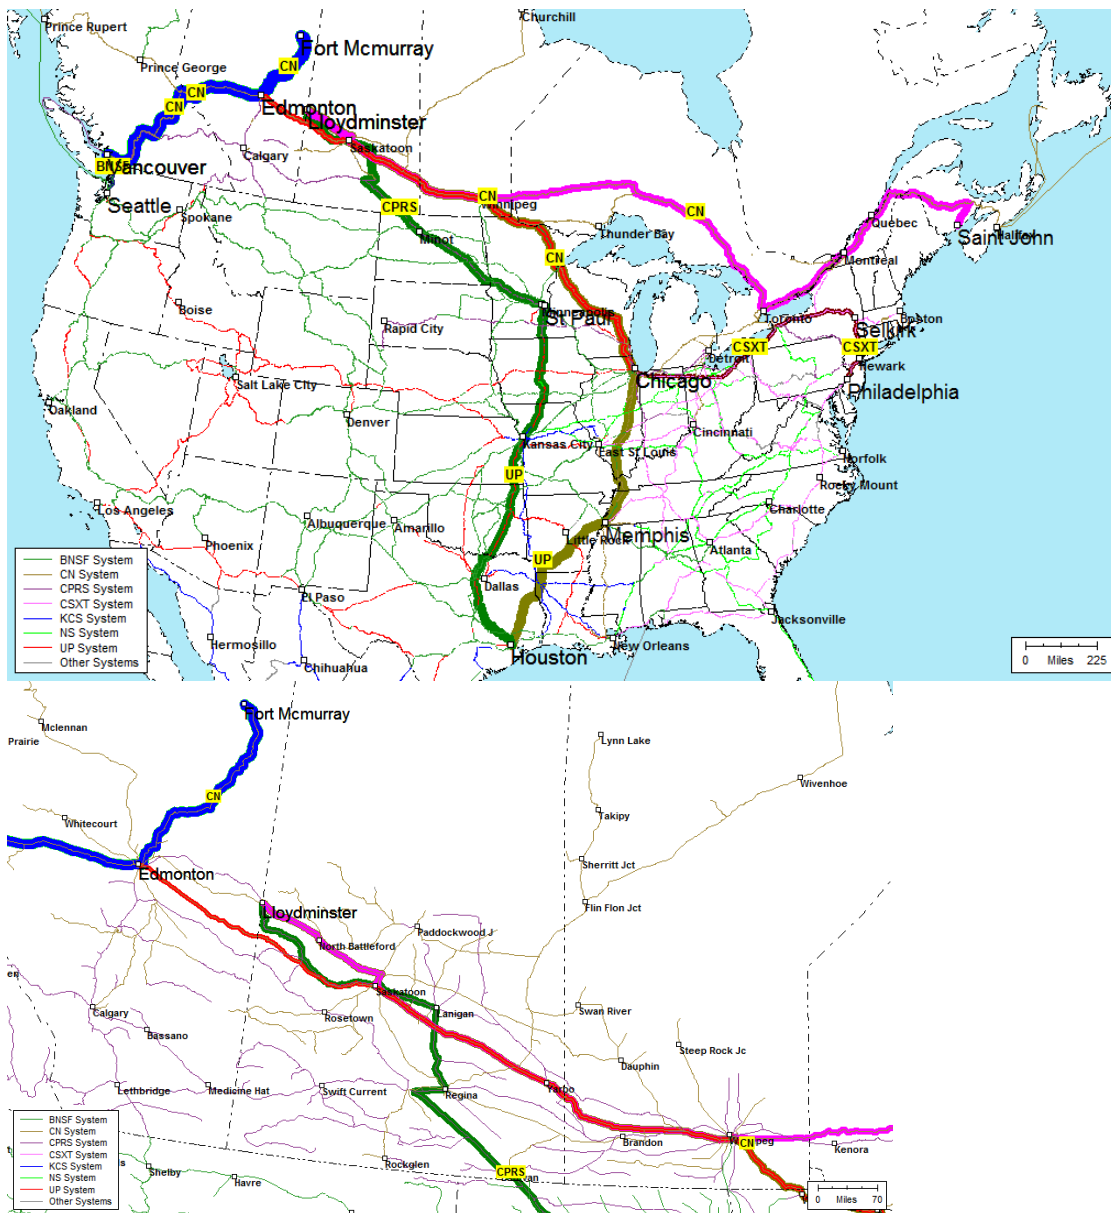 Churchill
Prince Rupert
Fort Mcmurray
Prince George
CN
CN
CN
Edmonton
Lloydminster
Saskatoon
Calgary
BNSF
Vancouver
Seattle
Spokane
CPRS
CN
Winnipeg
CN
Minot
Thunder Bay
CN
Quebec
Saint John
Halifax
Montreal
Boise
Rapid City
Minneapolis
St Paul
Toronto
Boston
Selkirk
CSXT
CSXT
Detroit
Newark
Salt Lake City
Chicago
Philadelphia
Oakland
Denver
Kansas City
East St Louis
Cincinnati
Norfolk
UP
Rocky Mount
Los Angeles
Albuquerque
Amarillo
Memphis
Charlotte
Little Rock
Phoenix
UP
Atlanta
Dallas
El Paso
Jacksonville
Hermosillo
Houston
New Orleans
Chihuahua
BNSF System
CN System
CPRS System
CSXT System
KCS System
NS System
UP System
Other Systems
0 Miles 225
Fort Mcmurray
Mclennan
Prairie
Lynn Lake
Wivenhoe
CN
Whitecourt
Takipy
Edmonton
Sherritt Jct
Lloydminster
Flin Flon Jct
North Battleford
Paddockwood J
Saskatoon
Calgary
Rosetown
Lanigan
Swan River
Bassano
Steep Rock Jc
Dauphin
Lethbridge
Medicine Hat
Swift Current
Regina
Yarbo
Brandon
CN
Winnipeg
Kenora
Rockglen
CPRS
Shelby
Havre
BNSF System
CN System
CPRS System
CSXT System
KCS System
NS System
UP System
Other Systems
0 Miles 70